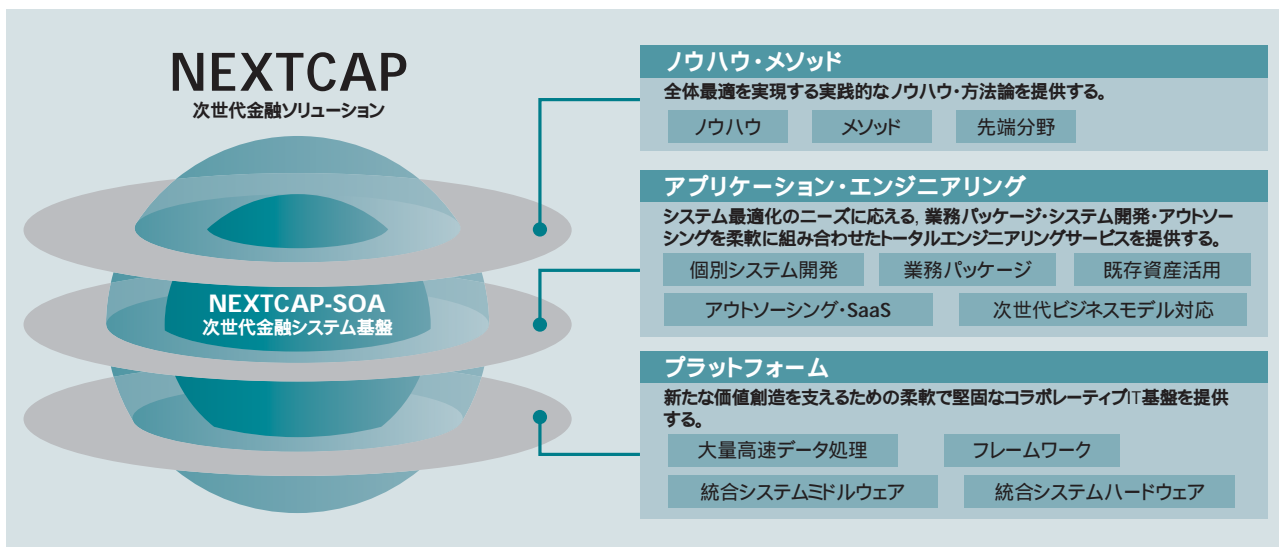 NEXTCAP
次世代金融ソリューション
NEXTCAP-SOA
次世代金融システム基盤
ノウハウ・メソッド
全体最適を実現する実践的なノウハウ・方法論を提供する。
ノウハウ
メソッド
先端分野
アプリケーション・エンジニアリング
システム最適化のニーズに応える, 業務パッケージ・システム開発・アウトソー
シングを柔軟に組み合わせたトータルエンジニアリングサービスを提供する。
個別システム開発
業務パッケージ
既存資産活用
アウトソーシング・SaaS
次世代ビジネスモデル対応
プラットフォーム
新たな価値創造を支えるための柔軟で堅固なコラボレーティブIT基盤を提供
する。
大量高速データ処理
フレームワーク
統合システムミドルウェア
統合システムハードウェア